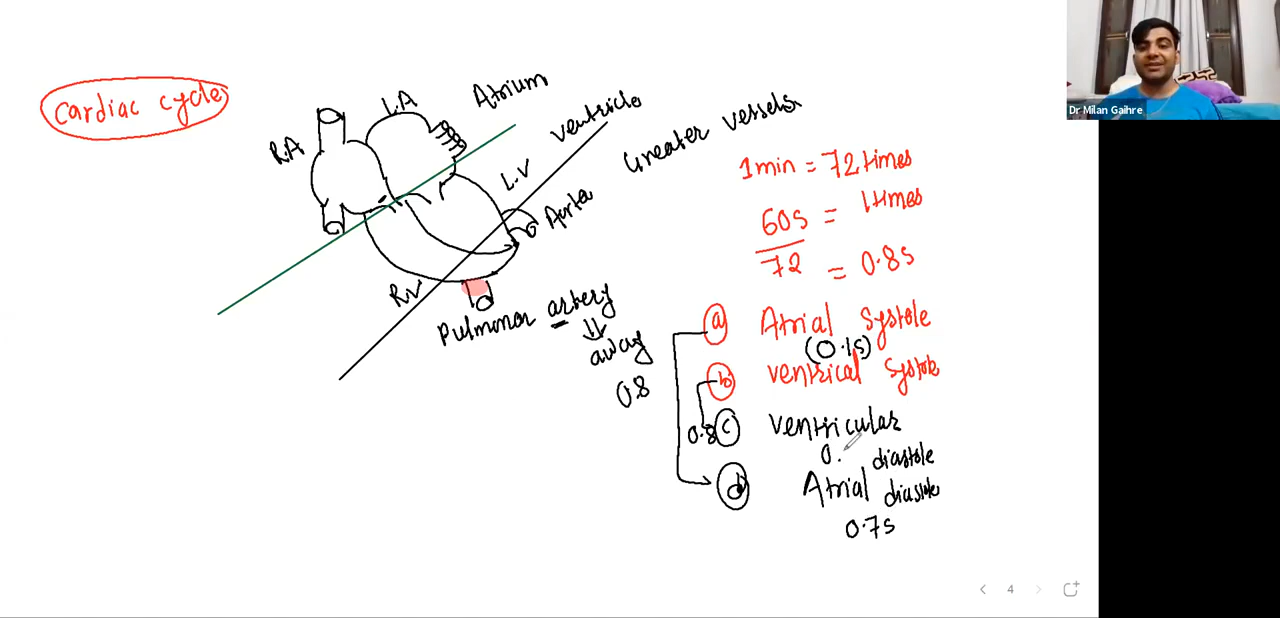 Cardiac cycle
R.A
L.A
Atrium
ventricle
Greater vessels
L.V
Aorta
RV
Pulmonar artery
away
0.8
1min = 72 times
60s = 1 times
72
= 0.8s
a Atrial Systole
(0.1s)
b Ventrical Systole
0.8 c Ventricular
0. diastole
d Atrial diastole
0.7s
Dr Milan Gaihre
4